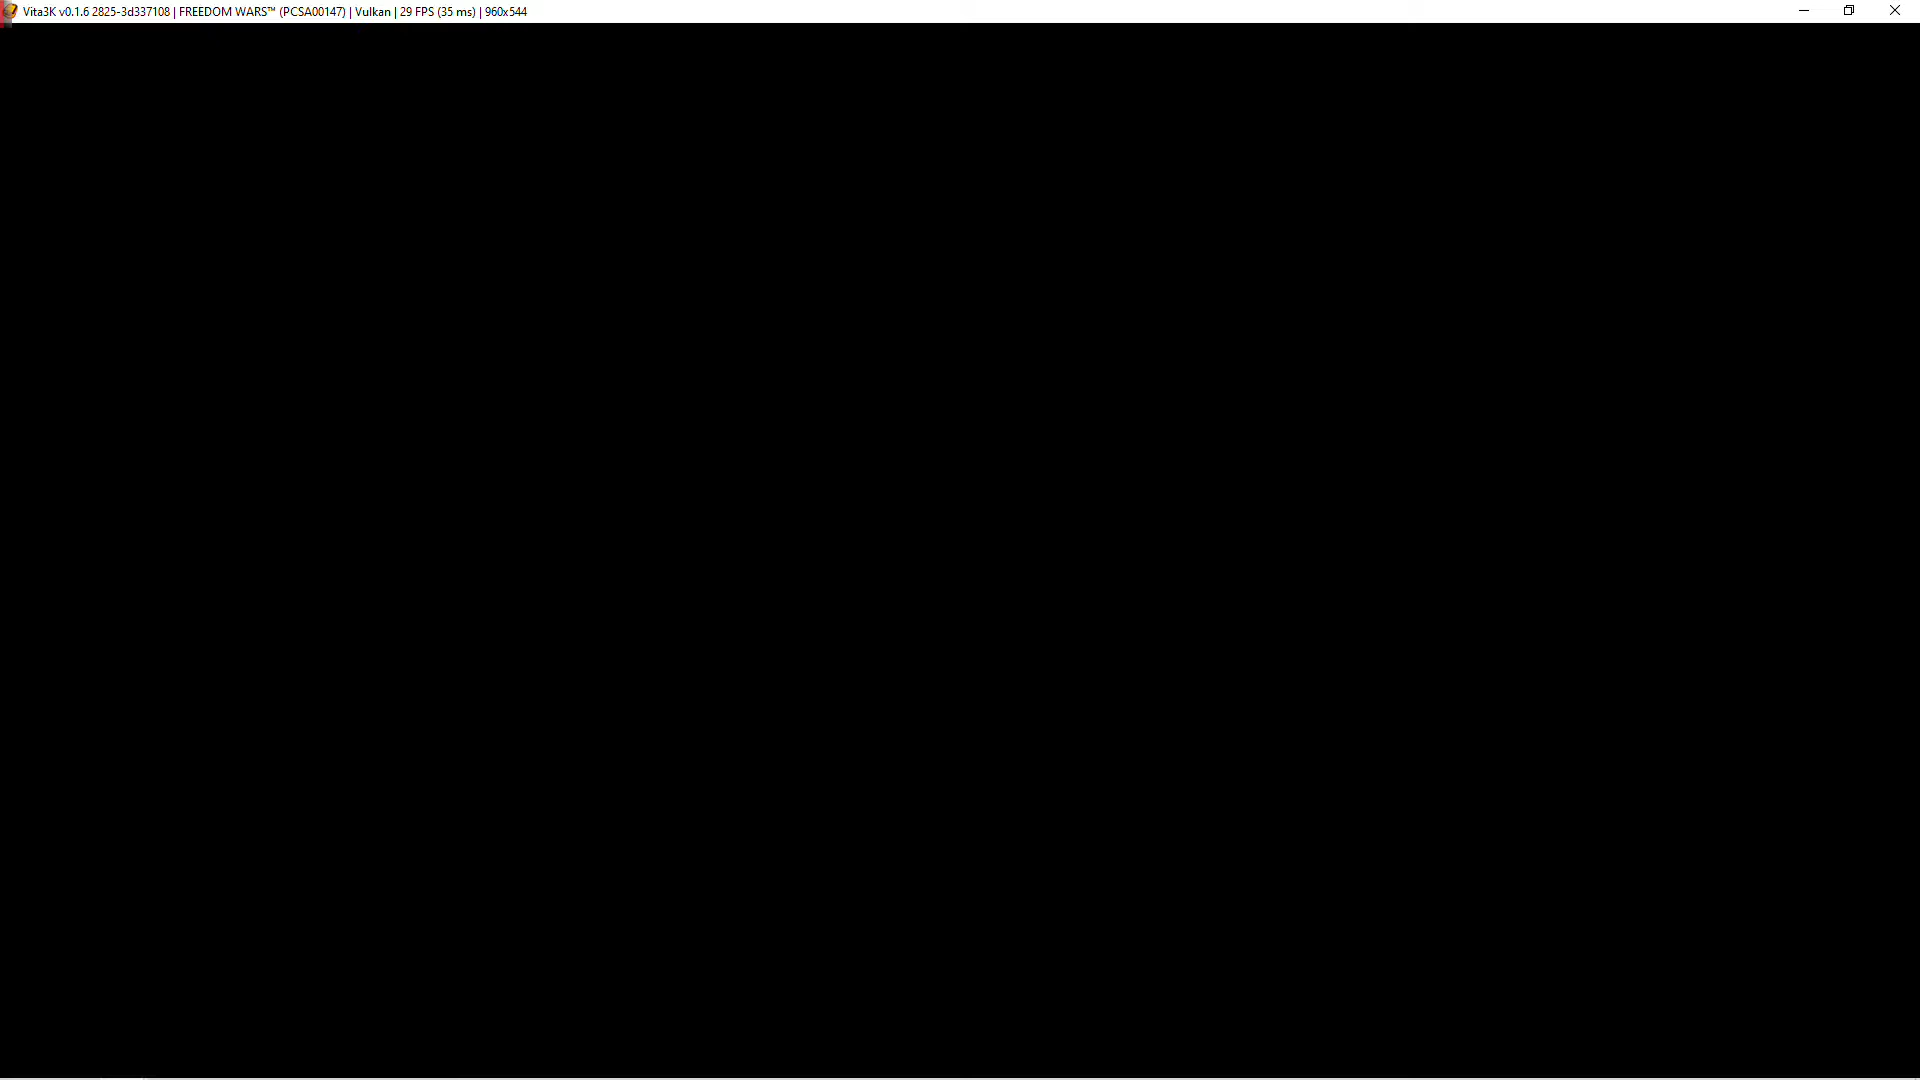 Vita3K v0.1.6 2825-3d337108 | FREEDOM WARS™ (PCSA00147) | Vulkan | 29 FPS (35 ms) | 960x544